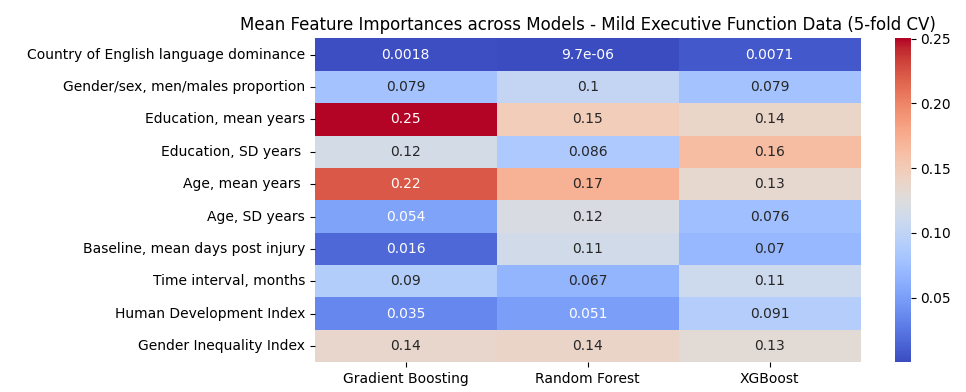 Mean Feature Importances across Models - Mild Executive Function Data (5-fold CV)
Country of English language dominance 0.0018 9.7e-06 0.0071
Gender/sex, men/males proportion 0.079 0.1 0.079
Education, mean years 0.25 0.15 0.14
Education, SD years 0.12 0.086 0.16
Age, mean years 0.22 0.17 0.13
Age, SD years 0.054 0.12 0.076
Baseline, mean days post injury 0.016 0.11 0.07
Time interval, months 0.09 0.067 0.11
Human Development Index 0.035 0.051 0.091
Gender Inequality Index 0.14 0.14 0.13
Gradient Boosting Random Forest XGBoost
0.25
0.20
0.15
0.10
0.05